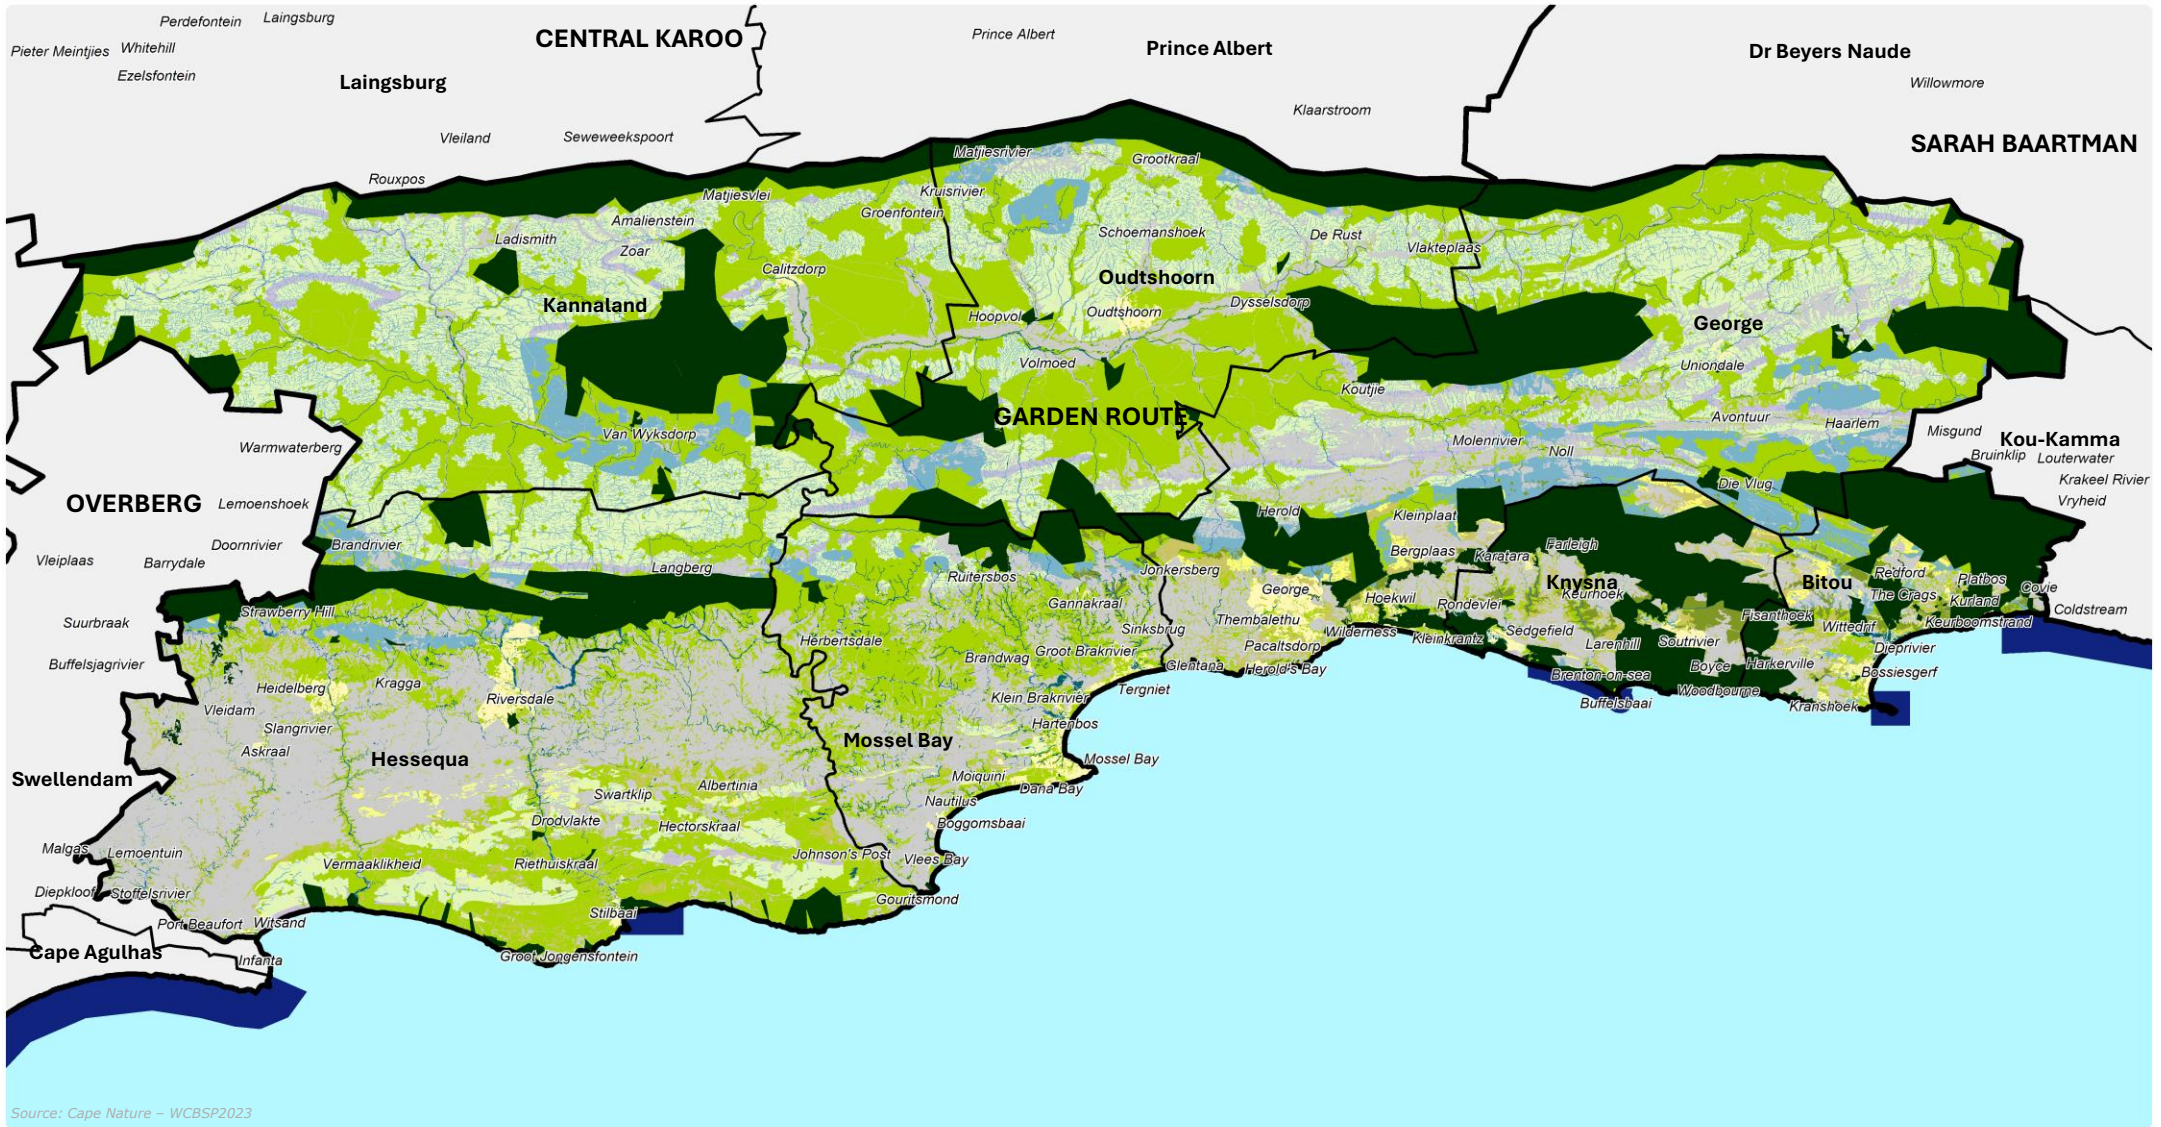 Perdefontein
Laingsburg
CENTRAL KAROO
Prince Albert
Prince Albert
Dr Beyers Naude
Pieter Meintjies
Whitehill
Ezelsfontein
Laingsburg
Willowmore
Klaarstroom
Vleiland
Seweweekspoort
SARAH BAARTMAN
Matjiesrivier
Grootkraal
Rouxpos
Matjiesvlei
Kruisrivier
Groenfontein
Amalienstein
Ladismith
Zoar
Schoemanshoek
De Rust
Vlakteplaas
Calitzdorp
Oudtshoorn
Kannaland
Dysselsdorp
Hoopvol
Oudtshoorn
George
Volmoed
Uniondale
Koutjie
GARDEN ROUTE
Avontuur
Haarlem
Misgund
Kou-Kamma
Van Wyksdorp
Warmwaterberg
Molenrivier
Noll
Bruinklip
Louterwater
Krakeel Rivier
Die Vlug
Vryheid
OVERBERG
Lemoenshoek
Herold
Kleinplaat
Brandrivier
Doornrivier
Vleiplaas
Barrydale
Bergplaas
Karatara
Farleigh
Langberg
Ruitersbos
Jonkersberg
George
Knysna
Keurhoek
Bitou
Redford
Platbos
Covie
The Crags
Kurland
Coldstream
Strawberry Hill
Suurbraak
Gannakraal
Hoekwil
Rondevlei
Thembalethu
Fisanthoek
Wittedrif
Keurboomstrand
Sinksbrug
Wilderness
Kleinkrantz
Sedgefield
Larenhill
Soutrivier
Herbertsdale
Groot Brakrivier
Pacaltsdorp
Dieprivier
Buffelsjagrivier
Brandwag
Glentana
Herold's Bay
Boyce
Harkerville
Bossiesgerf
Brenton-on-sea
Heidelberg
Kragga
Riversdale
Klein Brakrivier
Tergniet
Woodbourne
Buffelsbaai
Kranshoek
Vleidam
Slangrivier
Askraal
Hartenbos
Mossel Bay
Hessequa
Mossel Bay
Swellendam
Moiquini
Dana Bay
Albertinia
Swartklip
Nautilus
Drodvlakte
Hectorskraal
Boggomsbaai
Malgas
Lemoentuin
Vermaaklikheid
Riethuiskraal
Johnson's Post
Vlees Bay
Diepkloof
Stoffelsrivier
Gouritsmond
Stilbaai
Port Beaufort
Witsand
Cape Agulhas
Infanta
Groot Jongensfontein
Source: Cape Nature – WCBSP2023